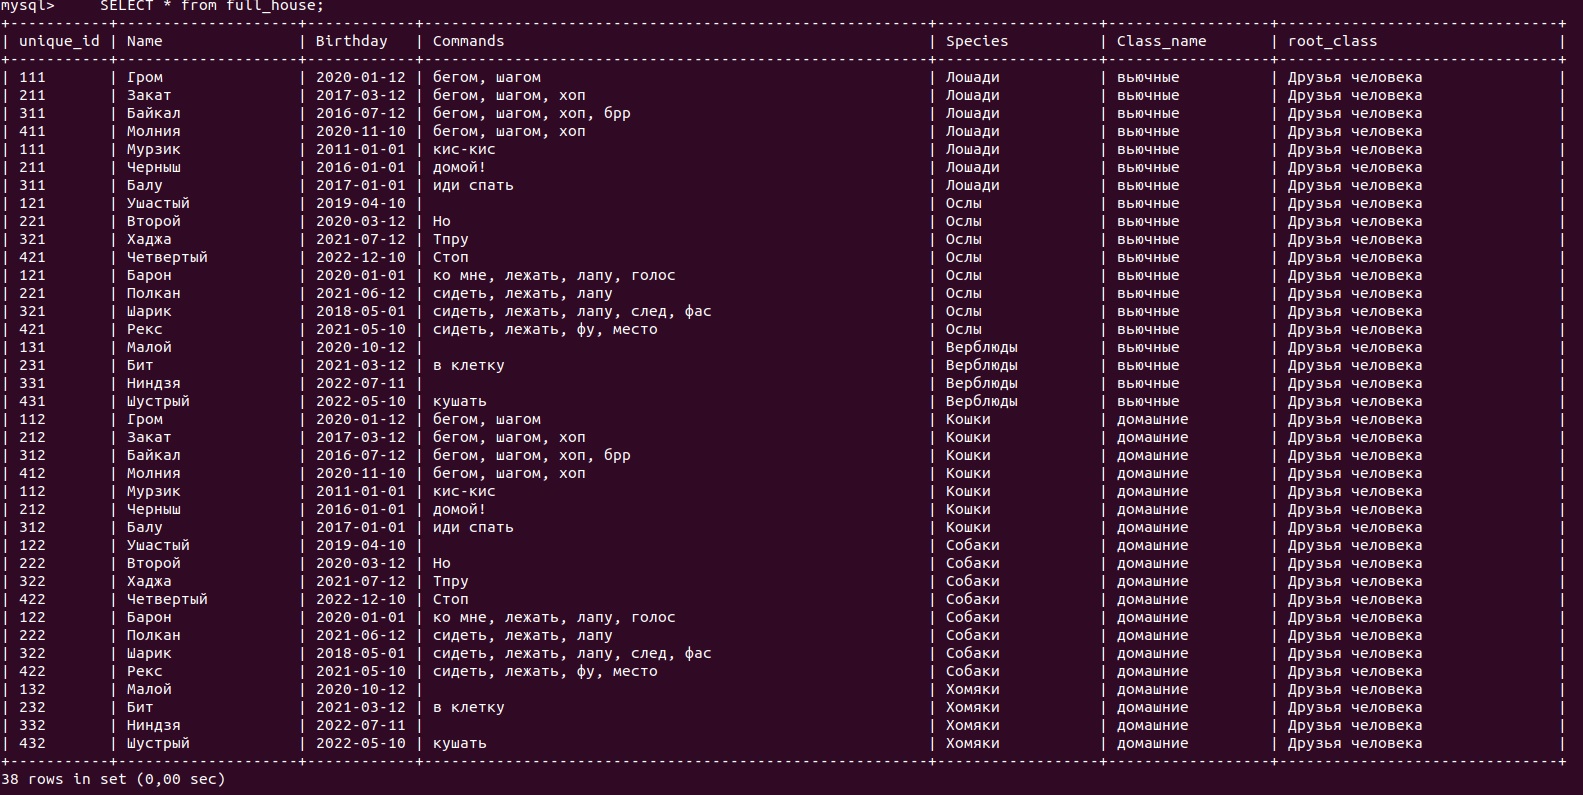 mysql>     SELECT * from full_house;
+-----------+--------------------+------------+--------------------------------------------------------+------------------+------------------+-------------------------------+
| unique_id | Name               | Birthday   | Commands                                               | Species          | Class_name       | root_class                    |
+-----------+--------------------+------------+--------------------------------------------------------+------------------+------------------+-------------------------------+
| 111       | Гром               | 2020-01-12 | бегом, шагом                                           | Лошади           | вьючные          | Друзья человека               |
| 211       | Закат              | 2017-03-12 | бегом, шагом, хоп                                      | Лошади           | вьючные          | Друзья человека               |
| 311       | Байкал             | 2016-07-12 | бегом, шагом, хоп, брр                                 | Лошади           | вьючные          | Друзья человека               |
| 411       | Молния             | 2020-11-10 | бегом, шагом, хоп                                      | Лошади           | вьючные          | Друзья человека               |
| 111       | Мурзик             | 2011-01-01 | кис-кис                                                | Лошади           | вьючные          | Друзья человека               |
| 211       | Черныш             | 2016-01-01 | домой!                                                 | Лошади           | вьючные          | Друзья человека               |
| 311       | Балу               | 2017-01-01 | иди спать                                              | Лошади           | вьючные          | Друзья человека               |
| 121       | Ушастый            | 2019-04-10 |                                                        | Ослы             | вьючные          | Друзья человека               |
| 221       | Второй             | 2020-03-12 | Но                                                     | Ослы             | вьючные          | Друзья человека               |
| 321       | Хаджа              | 2021-07-12 | Тпру                                                   | Ослы             | вьючные          | Друзья человека               |
| 421       | Четвертый          | 2022-12-10 | Стоп                                                   | Ослы             | вьючные          | Друзья человека               |
| 121       | Барон              | 2020-01-01 | ко мне, лежать, лапу, голос                            | Ослы             | вьючные          | Друзья человека               |
| 221       | Полкан             | 2021-06-12 | сидеть, лежать, лапу                                   | Ослы             | вьючные          | Друзья человека               |
| 321       | Шарик              | 2018-05-01 | сидеть, лежать, лапу, след, фас                        | Ослы             | вьючные          | Друзья человека               |
| 421       | Рекс               | 2021-05-10 | сидеть, лежать, фу, место                              | Ослы             | вьючные          | Друзья человека               |
| 131       | Малой              | 2020-10-12 |                                                        | Верблюды         | вьючные          | Друзья человека               |
| 231       | Бит                | 2021-03-12 | в клетку                                               | Верблюды         | вьючные          | Друзья человека               |
| 331       | Ниндзя             | 2022-07-11 |                                                        | Верблюды         | вьючные          | Друзья человека               |
| 431       | Шустрый            | 2022-05-10 | кушать                                                 | Верблюды         | вьючные          | Друзья человека               |
| 112       | Гром               | 2020-01-12 | бегом, шагом                                           | Кошки            | домашние         | Друзья человека               |
| 212       | Закат              | 2017-03-12 | бегом, шагом, хоп                                      | Кошки            | домашние         | Друзья человека               |
| 312       | Байкал             | 2016-07-12 | бегом, шагом, хоп, брр                                 | Кошки            | домашние         | Друзья человека               |
| 412       | Молния             | 2020-11-10 | бегом, шагом, хоп                                      | Кошки            | домашние         | Друзья человека               |
| 112       | Мурзик             | 2011-01-01 | кис-кис                                                | Кошки            | домашние         | Друзья человека               |
| 212       | Черныш             | 2016-01-01 | домой!                                                 | Кошки            | домашние         | Друзья человека               |
| 312       | Балу               | 2017-01-01 | иди спать                                              | Кошки            | домашние         | Друзья человека               |
| 122       | Ушастый            | 2019-04-10 |                                                        | Собаки           | домашние         | Друзья человека               |
| 222       | Второй             | 2020-03-12 | Но                                                     | Собаки           | домашние         | Друзья человека               |
| 322       | Хаджа              | 2021-07-12 | Тпру                                                   | Собаки           | домашние         | Друзья человека               |
| 422       | Четвертый          | 2022-12-10 | Стоп                                                   | Собаки           | домашние         | Друзья человека               |
| 122       | Барон              | 2020-01-01 | ко мне, лежать, лапу, голос                            | Собаки           | домашние         | Друзья человека               |
| 222       | Полкан             | 2021-06-12 | сидеть, лежать, лапу                                   | Собаки           | домашние         | Друзья человека               |
| 322       | Шарик              | 2018-05-01 | сидеть, лежать, лапу, след, фас                        | Собаки           | домашние         | Друзья человека               |
| 422       | Рекс               | 2021-05-10 | сидеть, лежать, фу, место                              | Собаки           | домашние         | Друзья человека               |
| 132       | Малой              | 2020-10-12 |                                                        | Хомяки           | домашние         | Друзья человека               |
| 232       | Бит                | 2021-03-12 | в клетку                                               | Хомяки           | домашние         | Друзья человека               |
| 332       | Ниндзя             | 2022-07-11 |                                                        | Хомяки           | домашние         | Друзья человека               |
| 432       | Шустрый            | 2022-05-10 | кушать                                                 | Хомяки           | домашние         | Друзья человека               |
+-----------+--------------------+------------+--------------------------------------------------------+------------------+------------------+-------------------------------+
38 rows in set (0,00 sec)